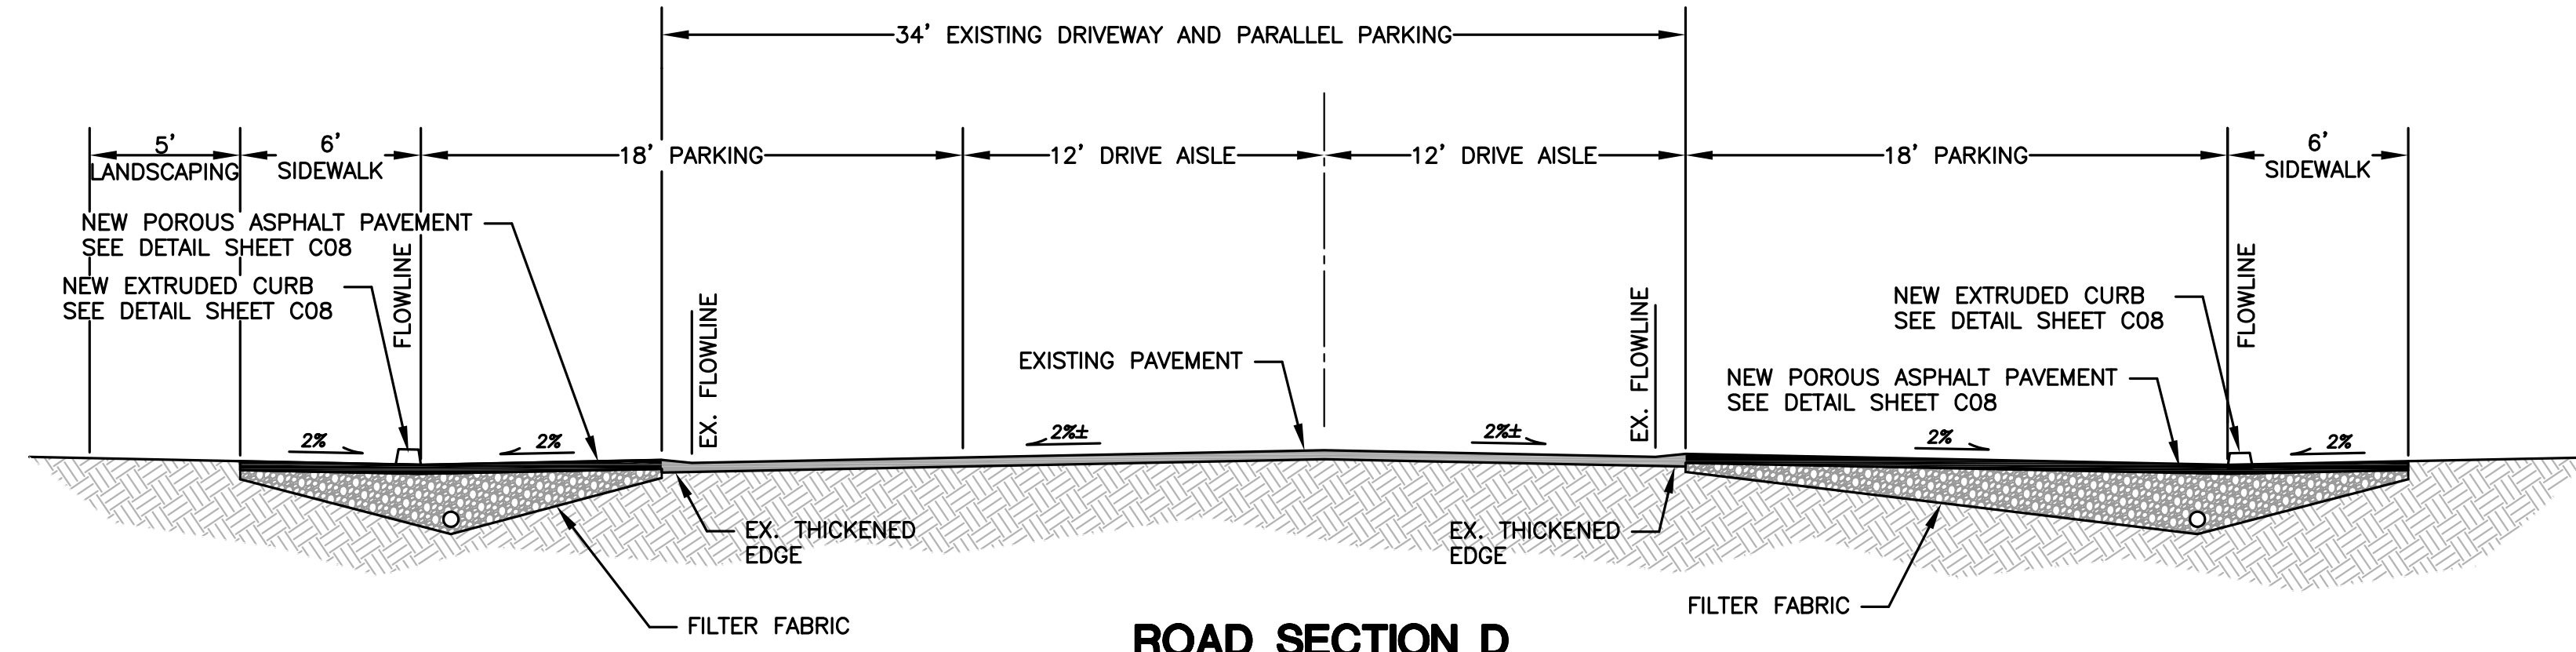 34' EXISTING DRIVEWAY AND PARALLEL PARKING
5'
LANDSCAPING
6'
SIDEWALK
18' PARKING
12' DRIVE AISLE
12' DRIVE AISLE
18' PARKING
6'
SIDEWALK
NEW POROUS ASPHALT PAVEMENT
SEE DETAIL SHEET C08
NEW EXTRUDED CURB
SEE DETAIL SHEET C08
FLOWLINE
EX. FLOWLINE
EXISTING PAVEMENT
EX. FLOWLINE
NEW EXTRUDED CURB
SEE DETAIL SHEET C08
FLOWLINE
NEW POROUS ASPHALT PAVEMENT
SEE DETAIL SHEET C08
2%
2%
2%±
2%±
2%
2%
EX. THICKENED
EDGE
EX. THICKENED
EDGE
FILTER FABRIC
FILTER FABRIC
ROAD SECTION D